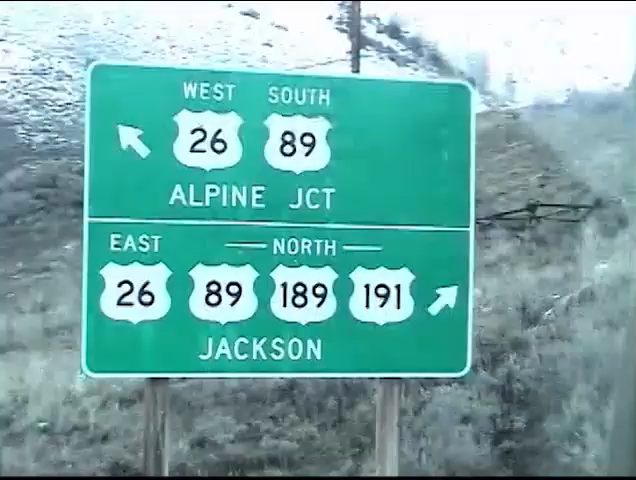 WEST SOUTH
26 89
ALPINE JCT
EAST NORTH
26 89 189 191
JACKSON